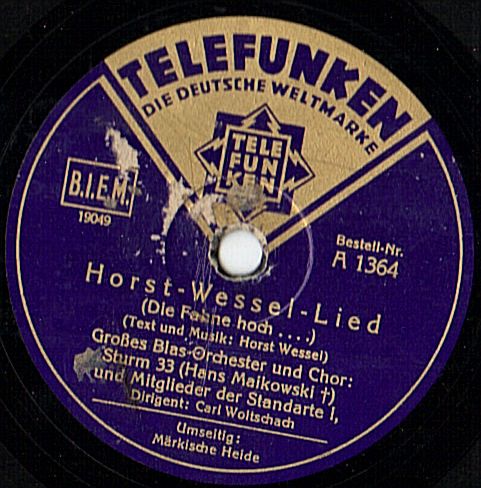 TELEFUNKEN
DIE DEUTSCHE WELTMARKE
TELE
FUN
KEN
B.I.E.M.
19049
Bestell-Nr.
A 1364
Horst-Wessel-Lied
(Die Fahne hoch ....)
(Text und Musik: Horst Wessel)
Großes Blas-Orchester und Chor:
Sturm 33 (Hans Maikowski †)
und Mitglieder der Standarte I,
Dirigent: Carl Woitschach
Umseitig:
Märkische Heide